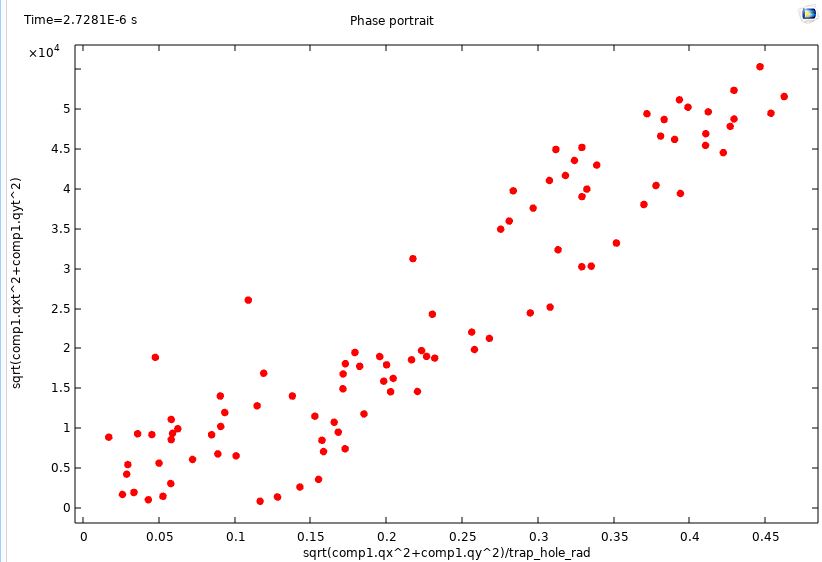 Time=2.7281E-6 s
Phase portrait
×10⁴
5
4.5
4
3.5
3
2.5
2
1.5
1
0.5
0
sqrt(comp1.qxt^2+comp1.qyt^2)
0 0.05 0.1 0.15 0.2 0.25 0.3 0.35 0.4 0.45
sqrt(comp1.qx^2+comp1.qy^2)/trap_hole_rad